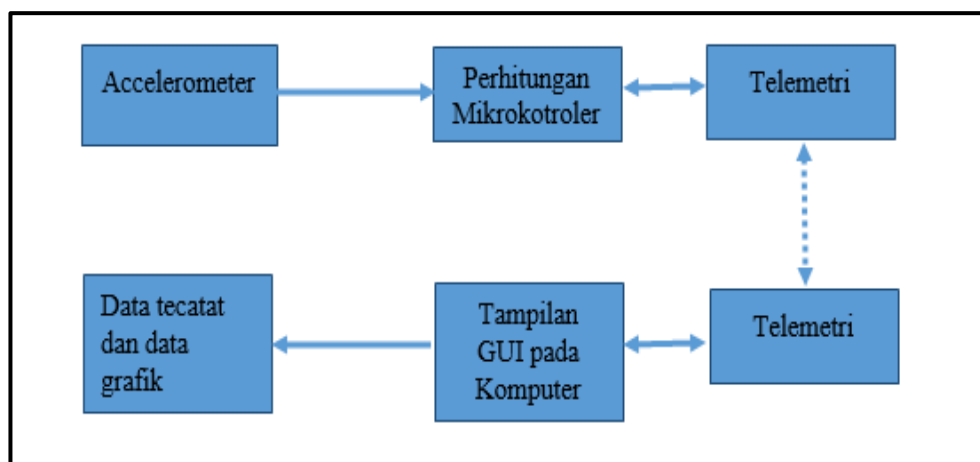 Accelerometer
Perhitungan
Mikrokotroler
Telemetri
Data tecatat
dan data
grafik
Tampilan
GUI pada
Komputer
Telemetri